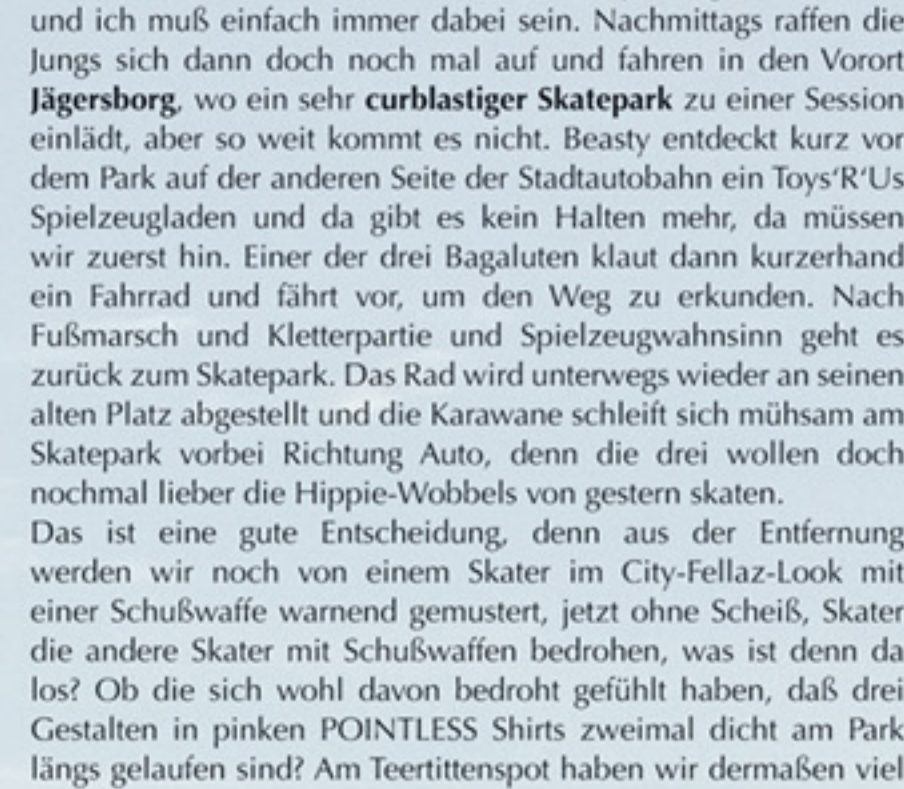 und ich muß einfach immer dabei sein. Nachmittags raffen die
Jungs sich dann doch noch mal auf und fahren in den Vorort
Jägersborg, wo ein sehr curblastiger Skatepark zu einer Session
einlädt, aber so weit kommt es nicht. Beasty entdeckt kurz vor
dem Park auf der anderen Seite der Stadtautobahn ein Toys‘R‘Us
Spielzeugladen und da gibt es kein Halten mehr, da müssen
wir zuerst hin. Einer der drei Bagaluten klaut dann kurzerhand
ein Fahrrad und fährt vor, um den Weg zu erkunden. Nach
Fußmarsch und Kletterpartie und Spielzeugwahnsinn geht es
zurück zum Skatepark. Das Rad wird unterwegs wieder an seinen
alten Platz abgestellt und die Karawane schleift sich mühsam am
Skatepark vorbei Richtung Auto, denn die drei wollen doch
nochmal lieber die Hippie-Wobbels von gestern skaten.
Das ist eine gute Entscheidung, denn aus der Entfernung
werden wir noch von einem Skater im City-Fellaz-Look mit
einer Schußwaffe warnend gemustert, jetzt ohne Scheiß, Skater
die andere Skater mit Schußwaffen bedrohen, was ist denn da
los? Ob die sich wohl davon bedroht gefühlt haben, daß drei
Gestalten in pinken POINTLESS Shirts zweimal dicht am Park
längs gelaufen sind? Am Teertittenspot haben wir dermaßen viel